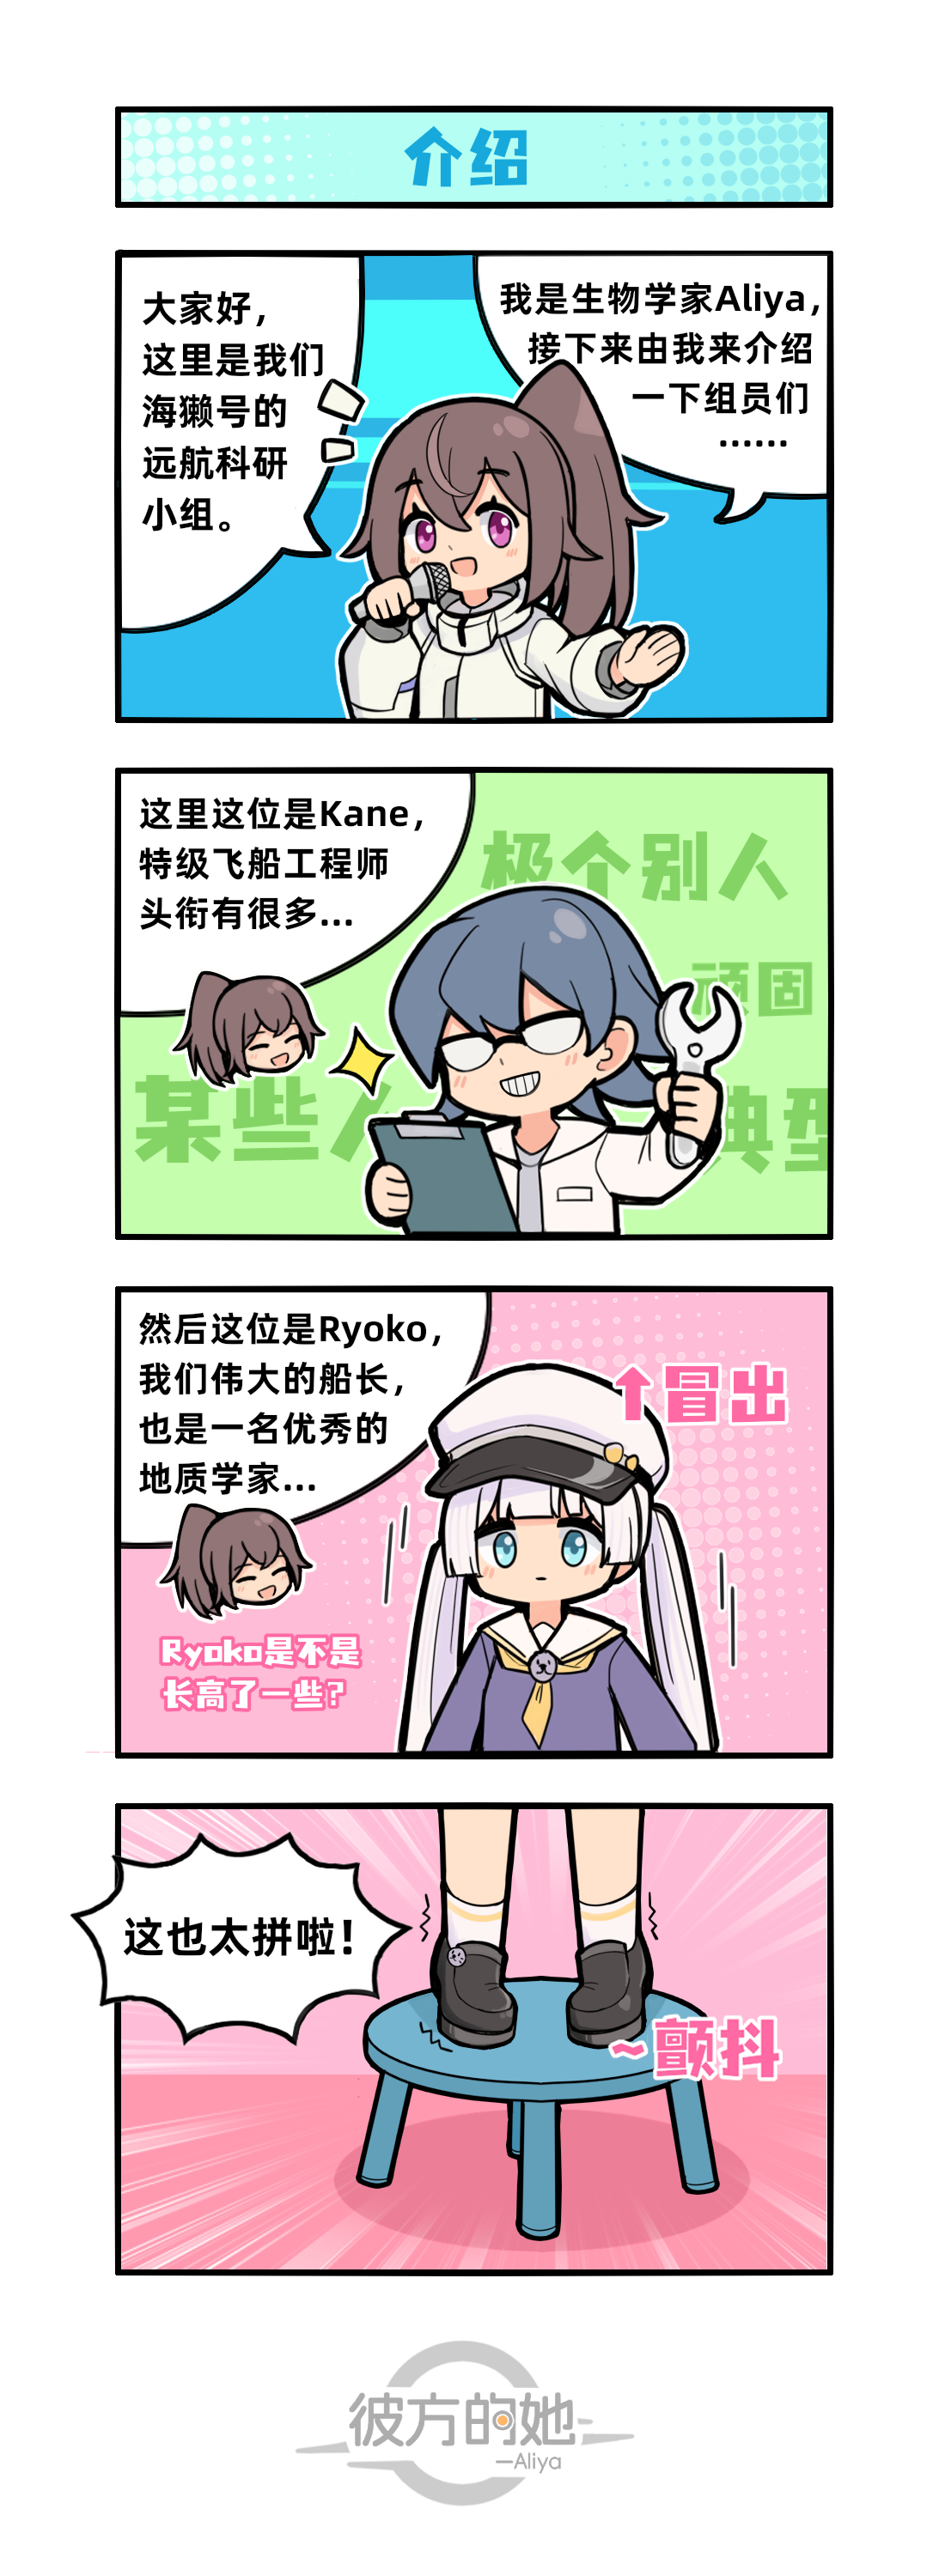 介绍
大家好，
这里是我们
海獭号的
远航科研
小组。
我是生物学家Aliya，
接下来由我来介绍
一下组员们
……
这里这位是Kane，
特级飞船工程师
头衔有很多...
极个别人
顽固
某些人
典型
然后这位是Ryoko，
我们伟大的船长，
也是一名优秀的
地质学家...
↑冒出
Ryoko是不是
长高了一些？
这也太拼啦！
~颤抖
彼方的她
—Aliya